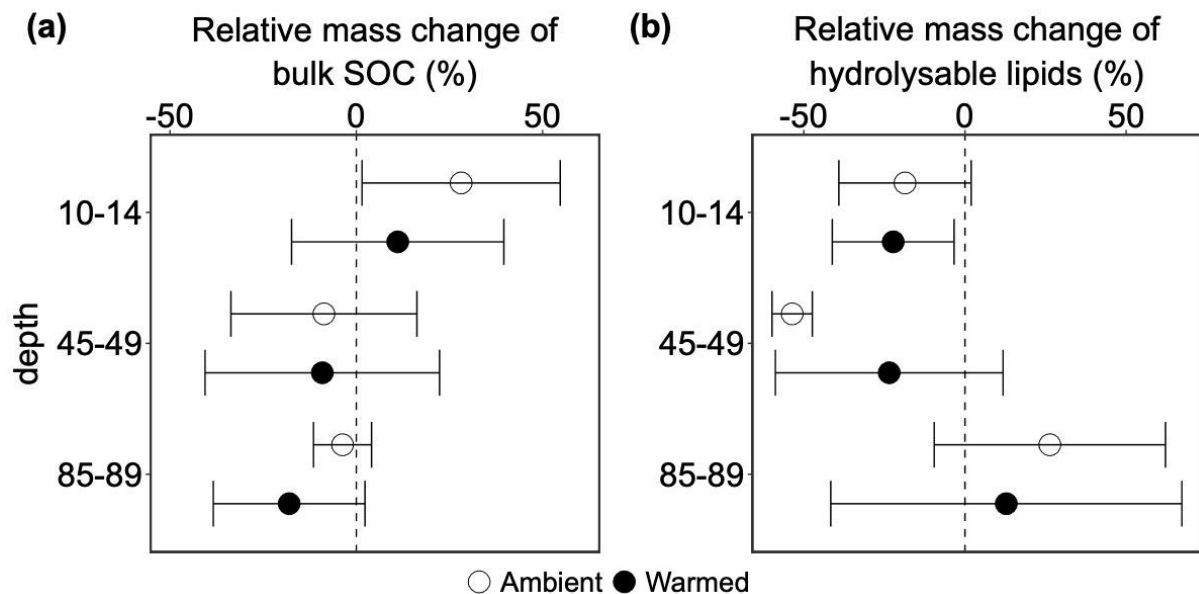 (a) Relative mass change of
bulk SOC (%)
-50 0 50
depth
10-14
45-49
85-89
(b) Relative mass change of
hydrolysable lipids (%)
-50 0 50
10-14
45-49
85-89
Ambient Warmed